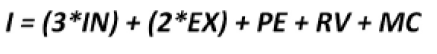 I = (3*IN) + (2*EX) + PE + RV + MC